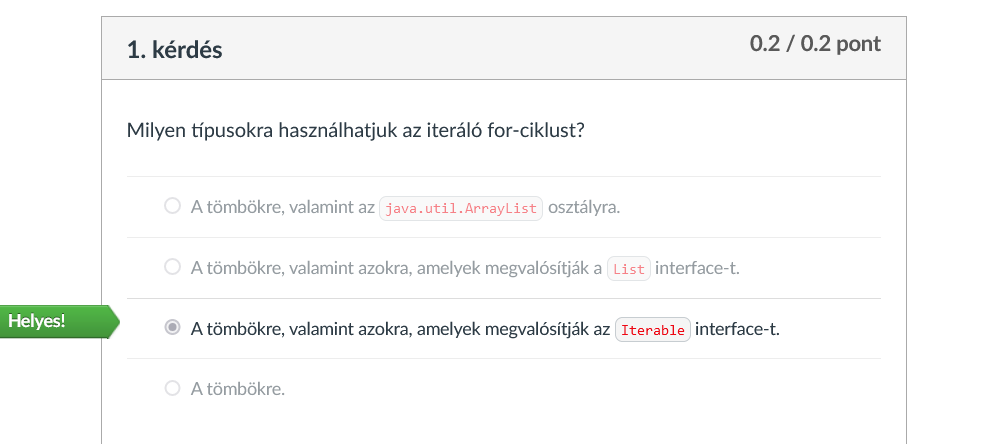 1. kérdés
0.2 / 0.2 pont
Milyen típusokra használhatjuk az iteráló for-ciklust?
A tömbökre, valamint az java.util.ArrayList osztályra.
A tömbökre, valamint azokra, amelyek megvalósítják a List interface-t.
Helyes!
A tömbökre, valamint azokra, amelyek megvalósítják az Iterable interface-t.
A tömbökre.